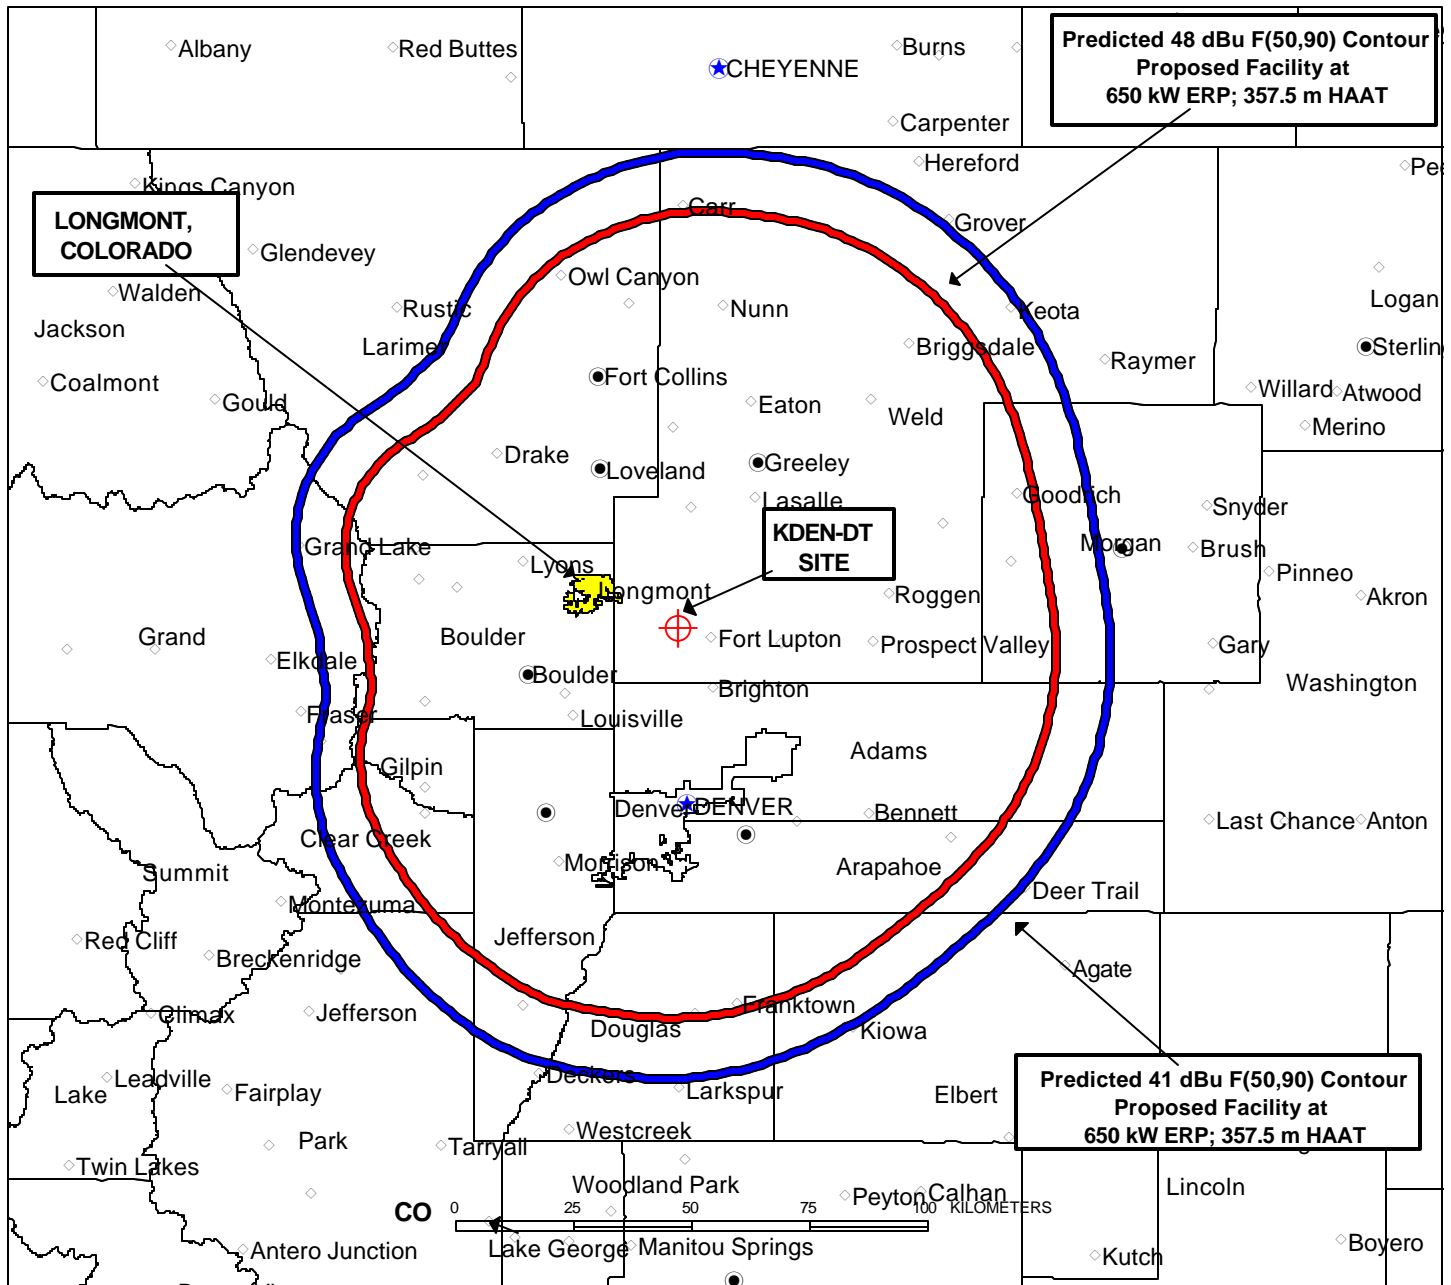 Albany
Red Buttes
CHEYENNE
Burns
Predicted 48 dBu F(50,90) Contour
Proposed Facility at
650 kW ERP; 357.5 m HAAT
Carpenter
Hereford
Kings Canyon
Carr
Grover
LONGMONT,
COLORADO
Glendevey
Owl Canyon
Walden
Rustic
Nunn
Keota
Logan
Jackson
Larimer
Briggsdale
Raymer
Coalmont
Fort Collins
Gould
Eaton
Weld
Willard
Atwood
Merino
Drake
Loveland
Greeley
Lasalle
Goodrich
Snyder
KDEN-DT
SITE
Grand Lake
Lyons
Morgan
Brush
Pinneo
Longmont
Roggen
Akron
Grand
Boulder
Fort Lupton
Prospect Valley
Gary
Elkdale
Boulder
Brighton
Washington
Fraser
Louisville
Gilpin
Adams
Denver
DENVER
Bennett
Last Chance
Anton
Clear Creek
Morrison
Arapahoe
Summit
Deer Trail
Montezuma
Red Cliff
Jefferson
Breckenridge
Agate
Climax
Jefferson
Franktown
Douglas
Kiowa
Leadville
Lake
Fairplay
Deckers
Larkspur
Elbert
Predicted 41 dBu F(50,90) Contour
Proposed Facility at
650 kW ERP; 357.5 m HAAT
Park
Tarryall
Westcreek
Twin Lakes
Woodland Park
Peyton
Calhan
Lincoln
CO
0 25 50 75 100 KILOMETERS
Antero Junction
Lake George
Manitou Springs
Kutch
Boyero